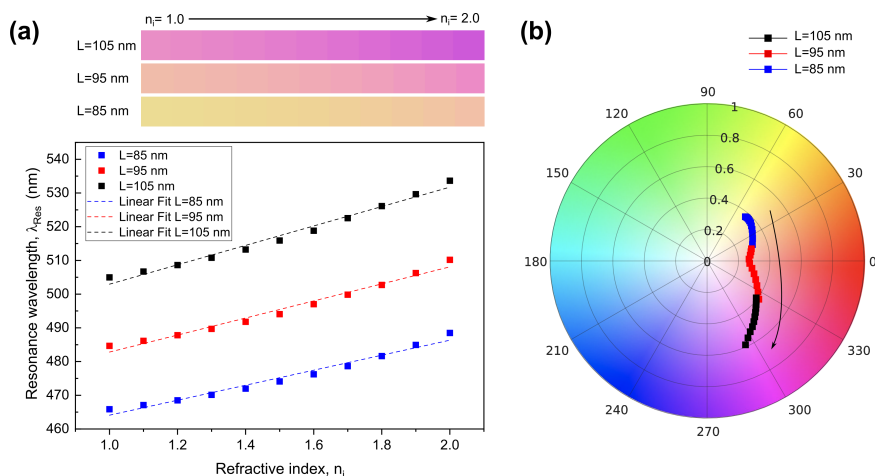 (a)
nᵢ= 1.0
nᵢ= 2.0
L=105 nm
L=95 nm
L=85 nm
Resonance wavelength, λRes (nm)
540
530
520
510
500
490
480
470
460
L=85 nm
L=95 nm
L=105 nm
Linear Fit L=85 nm
Linear Fit L=95 nm
Linear Fit L=105 nm
1.0 1.2 1.4 1.6 1.8 2.0
Refractive index, nᵢ
(b)
L=105 nm
L=95 nm
L=85 nm
90
120
60
150
30
180
0
210
330
240
300
270
1
0.8
0.6
0.4
0.2
0